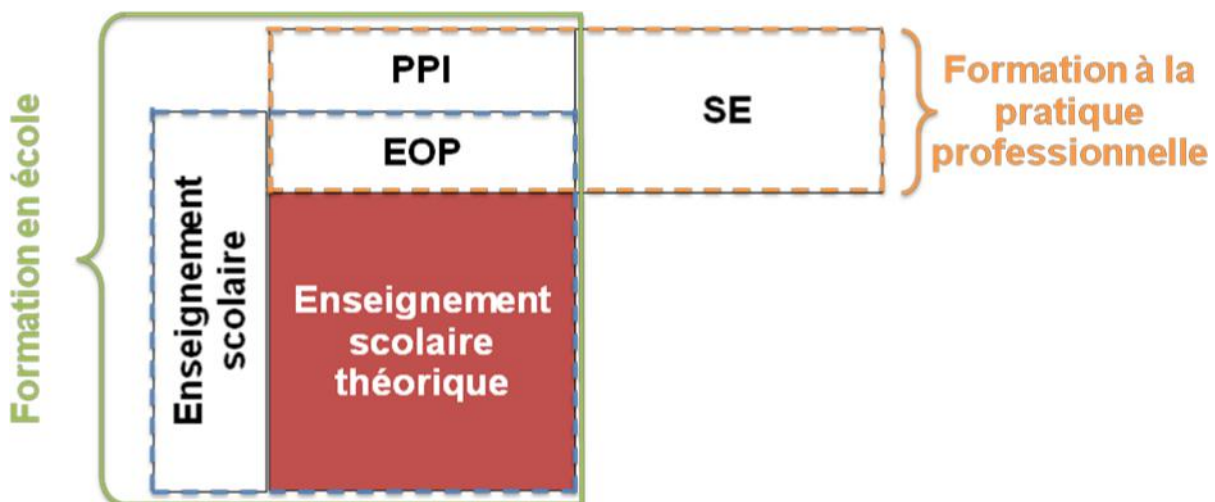 Formation en école
Enseignement
scolaire
PPI
EOP
Enseignement
scolaire
théorique
SE
Formation à la
pratique
professionnelle